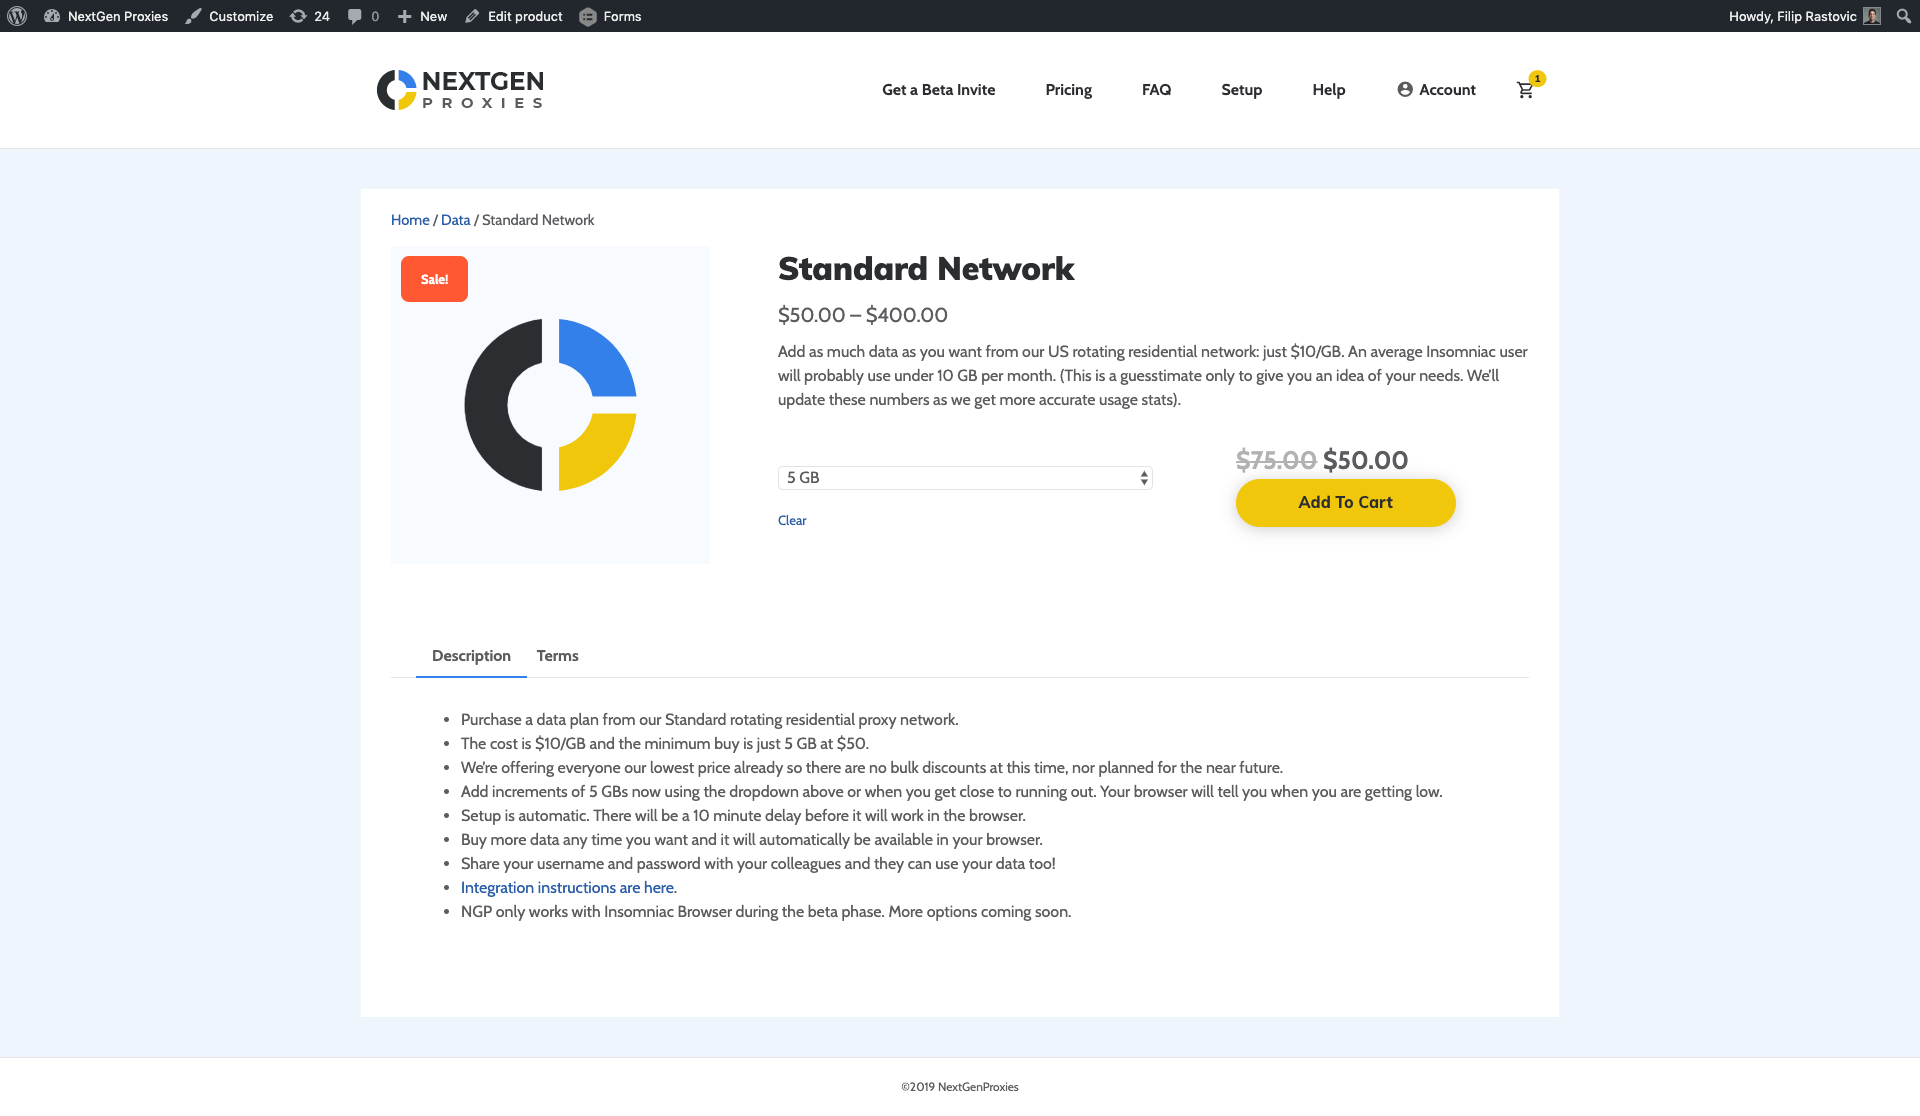 NextGen Proxies Customize 24 0 New Edit product Forms Howdy, Filip Rastovic
NEXTGEN
PROXIES
Get a Beta Invite Pricing FAQ Setup Help Account 1
Home / Data / Standard Network
Sale!
Standard Network
$50.00 – $400.00
Add as much data as you want from our US rotating residential network: just $10/GB. An average Insomniac user
will probably use under 10 GB per month. (This is a guesstimate only to give you an idea of your needs. We'll
update these numbers as we get more accurate usage stats).
$75.00 $50.00
5 GB
Add To Cart
Clear
Description Terms
• Purchase a data plan from our Standard rotating residential proxy network.
• The cost is $10/GB and the minimum buy is just 5 GB at $50.
• We're offering everyone our lowest price already so there are no bulk discounts at this time, nor planned for the near future.
• Add increments of 5 GBs now using the dropdown above or when you get close to running out. Your browser will tell you when you are getting low.
• Setup is automatic. There will be a 10 minute delay before it will work in the browser.
• Buy more data any time you want and it will automatically be available in your browser.
• Share your username and password with your colleagues and they can use your data too!
• Integration instructions are here.
• NGP only works with Insomniac Browser during the beta phase. More options coming soon.
©2019 NextGenProxies